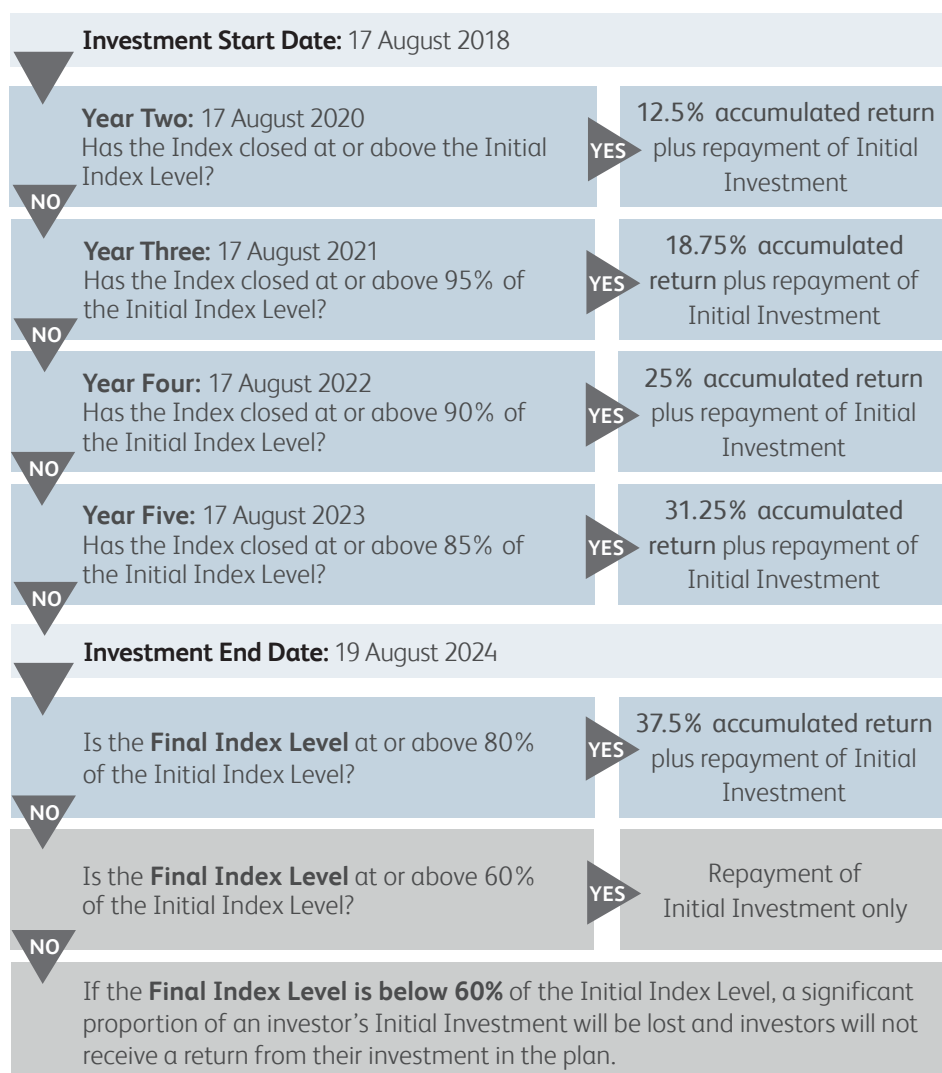 Investment Start Date: 17 August 2018
Year Two: 17 August 2020
Has the Index closed at or above the Initial
Index Level?
YES
12.5% accumulated return
plus repayment of Initial
Investment
NO
Year Three: 17 August 2021
Has the Index closed at or above 95% of
the Initial Index Level?
YES
18.75% accumulated
return plus repayment of
Initial Investment
NO
Year Four: 17 August 2022
Has the Index closed at or above 90% of
the Initial Index Level?
YES
25% accumulated return
plus repayment of Initial
Investment
NO
Year Five: 17 August 2023
Has the Index closed at or above 85% of
the Initial Index Level?
YES
31.25% accumulated
return plus repayment of
Initial Investment
NO
Investment End Date: 19 August 2024
Is the Final Index Level at or above 80%
of the Initial Index Level?
YES
37.5% accumulated return
plus repayment of Initial
Investment
NO
Is the Final Index Level at or above 60%
of the Initial Index Level?
YES
Repayment of
Initial Investment only
NO
If the Final Index Level is below 60% of the Initial Index Level, a significant
proportion of an investor's Initial Investment will be lost and investors will not
receive a return from their investment in the plan.